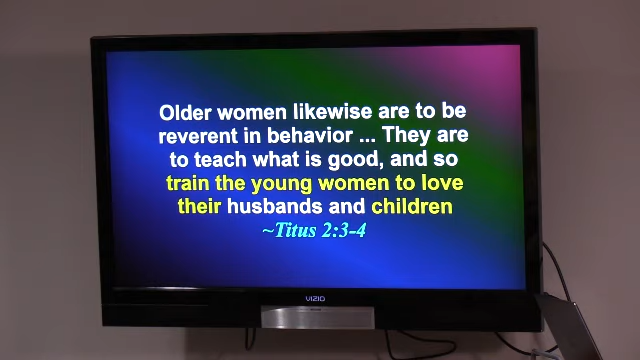 Older women likewise are to be
reverent in behavior ... They are
to teach what is good, and so
train the young women to love
their husbands and children
~Titus 2:3-4
VIZIO